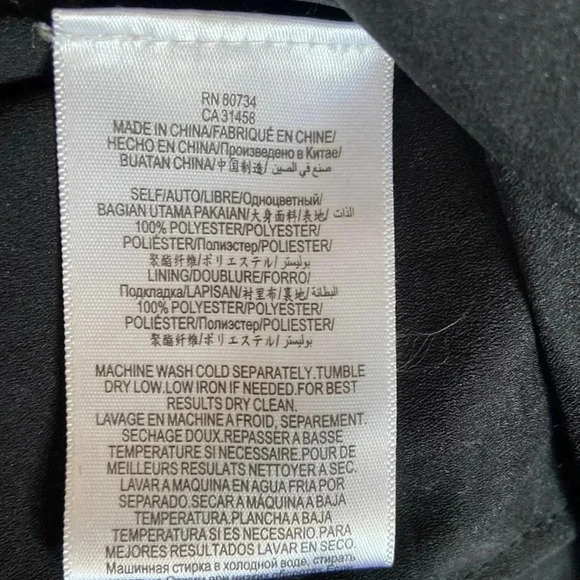 RN 80734
CA 31458
MADE IN CHINA/FABRIQUÉ EN CHINE/
HECHO EN CHINA/Произведено в Китае/
BUATAN CHINA/中国制造/صنع في الصين
SELF/AUTO/LIBRE/Одноцветный/
BAGIAN UTAMA PAKAIAN/大身面料/表地/الذات
100% POLYESTER/POLYESTER/
POLIÉSTER/Полиэстер/POLYESTER/
聚酯纤维/ポリエステル/بوليستر
LINING/DOUBLURE/FORRO/
Подкладка/LAPISAN/衬里布/裏地/البطانة
100% POLYESTER/POLYESTER/
POLIÉSTER/Полиэстер/POLYESTER/
聚酯纤维/ポリエステル/بوليستر
MACHINE WASH COLD SEPARATELY.TUMBLE
DRY LOW.LOW IRON IF NEEDED.FOR BEST
RESULTS DRY CLEAN.
LAVAGE EN MACHINE A FROID, SEPAREMENT.
SECHAGE DOUX.REPASSER A BASSE
TEMPERATURE SI NECESSAIRE.POUR DE
MEILLEURS RESULATS NETTOYER A SEC.
LAVAR A MAQUINA EN AGUA FRIA POR
SEPARADO.SECAR A MAQUINA A BAJA
TEMPERATURA.PLANCHA A BAJA
TEMPERATURA SI ES NECESARIO.PARA
MEJORES RESULTADOS LAVAR EN SECO.
Машинная стирка в холодной воде, стирать